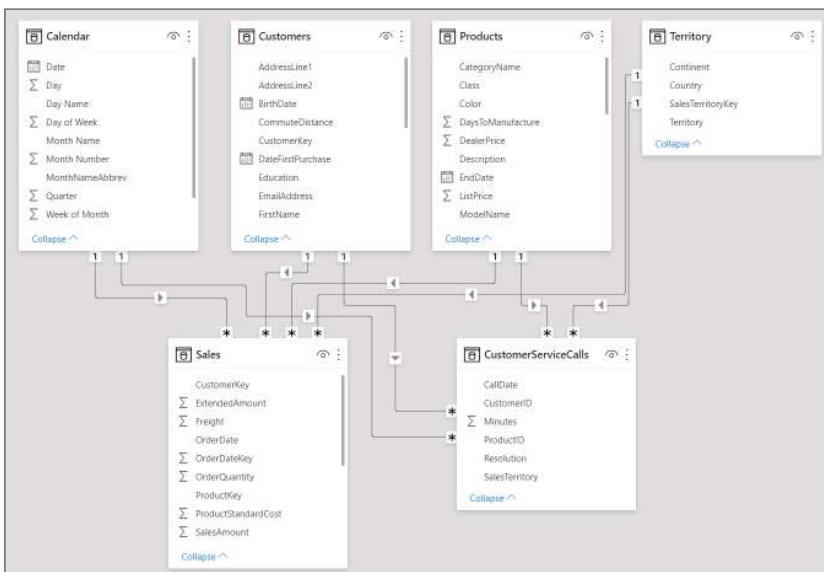 Calendar
Date
Σ Day
Day Name
Σ Day of Week
Month Name
Σ Month Number
MonthNameAbbrev
Σ Quarter
Σ Week of Month
Collapse
Customers
AddressLine1
AddressLine2
BirthDate
CommuteDistance
CustomerKey
DateFirstPurchase
Education
EmailAddress
FirstName
Collapse
Products
CategoryName
Class
Color
Σ DaysToManufacture
Σ DealerPrice
Description
EndDate
Σ ListPrice
ModelName
Collapse
Territory
Continent
Country
SalesTerritoryKey
Territory
Collapse
1
1
1 1 1 1 1 1
* * * * * *
*
*
Sales
CustomerKey
Σ ExtendedAmount
Σ Freight
OrderDate
Σ OrderDateKey
Σ OrderQuantity
ProductKey
Σ ProductStandardCost
Σ SalesAmount
Collapse
CustomerServiceCalls
CallDate
CustomerID
Σ Minutes
ProductID
Resolution
SalesTerritory
Collapse